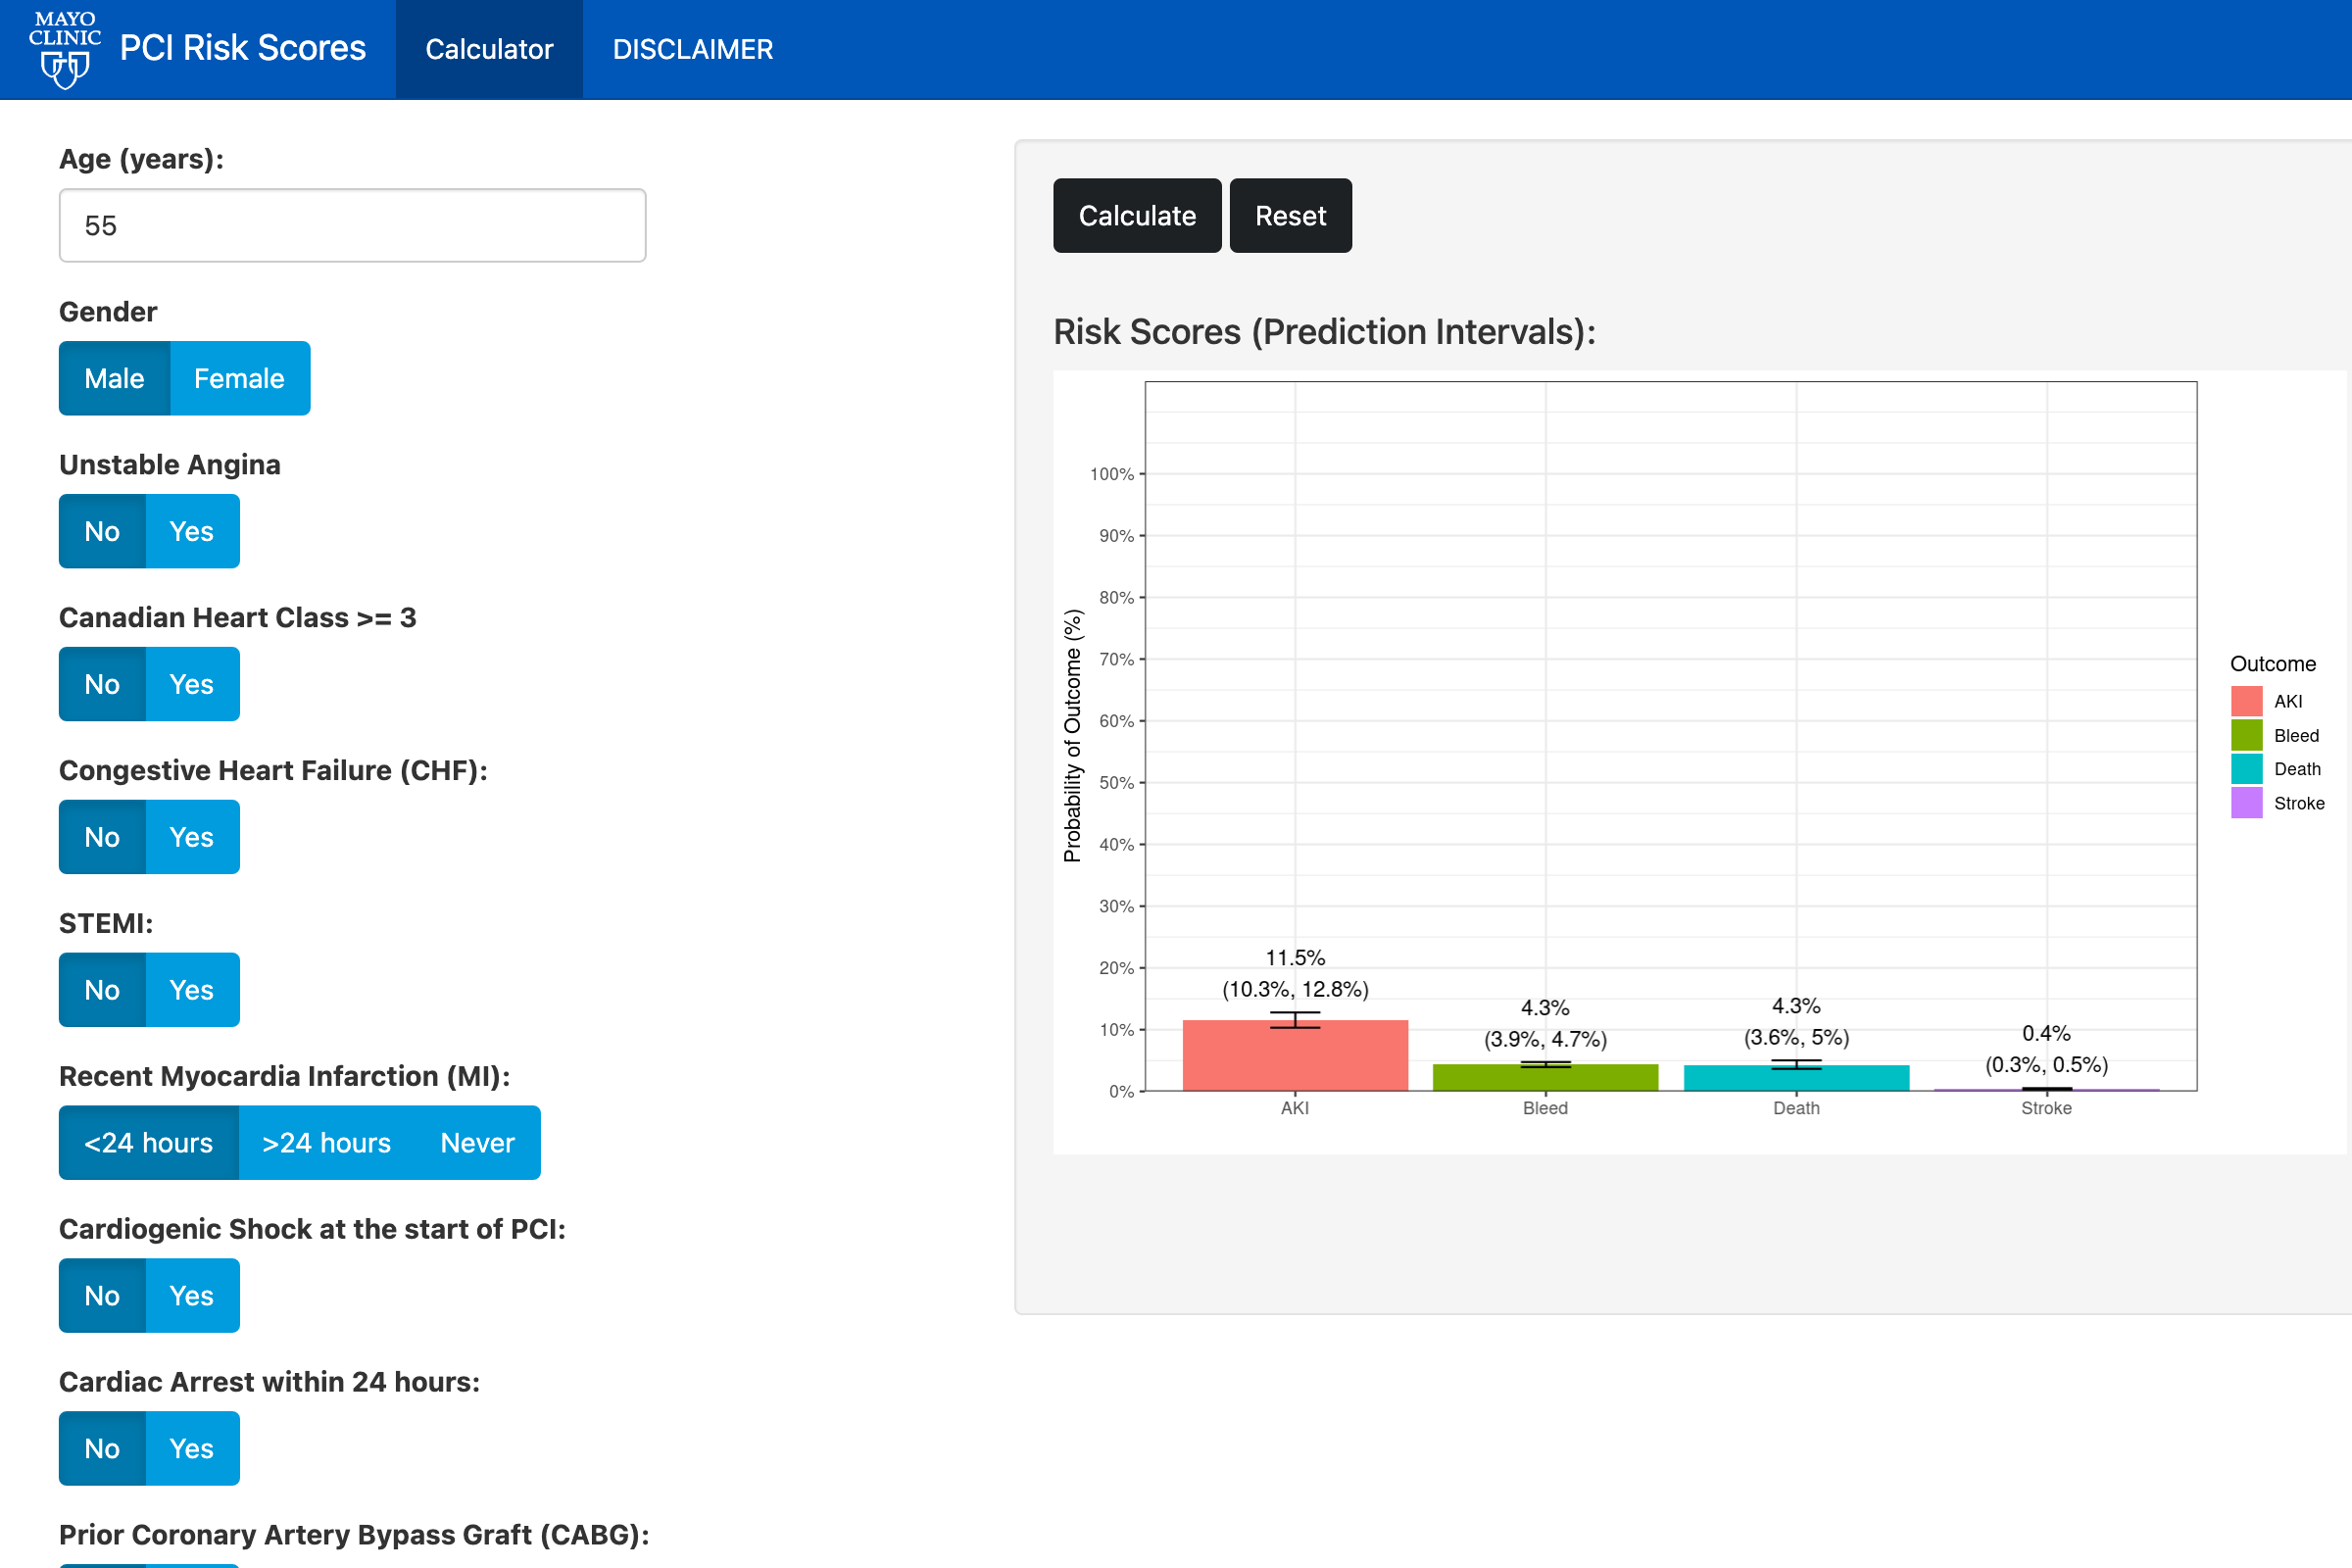 MAYO
CLINIC
PCI Risk Scores
Calculator
DISCLAIMER
Age (years):
55
Gender
Male Female
Unstable Angina
No Yes
Canadian Heart Class >= 3
No Yes
Congestive Heart Failure (CHF):
No Yes
STEMI:
No Yes
Recent Myocardia Infarction (MI):
<24 hours >24 hours Never
Cardiogenic Shock at the start of PCI:
No Yes
Cardiac Arrest within 24 hours:
No Yes
Prior Coronary Artery Bypass Graft (CABG):
Calculate Reset
Risk Scores (Prediction Intervals):
Probability of Outcome (%)
100%
90%
80%
70%
60%
50%
40%
30%
20%
10%
0%
11.5%
(10.3%, 12.8%)
4.3%
(3.9%, 4.7%)
4.3%
(3.6%, 5%)
0.4%
(0.3%, 0.5%)
AKI Bleed Death Stroke
Outcome
AKI
Bleed
Death
Stroke